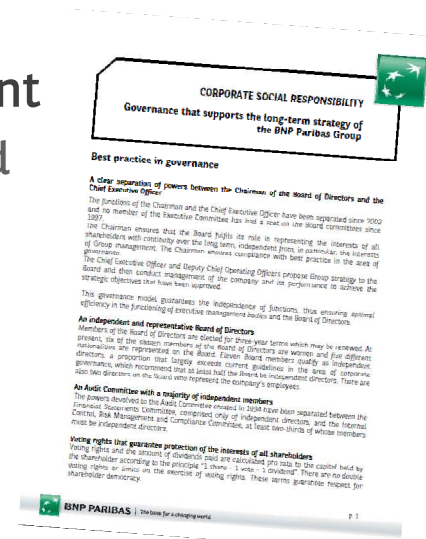 nt
d
CORPORATE SOCIAL RESPONSIBILITY
Governance that supports the long-term strategy of
the BNP Paribas Group
Best practice in governance
A clear separation of powers between the Chairman of the Board of Directors and the
Chief Executive Officer
The functions of the Chairman and the Chief Executive Officer have been separated since 2002
and no member of the Executive Committee has had a seat on the Board committees since
1997.
The Chairman ensures that the Board fulfils its role in representing the interests of all
shareholders with continuity over the long term, independent from, in particular, the interests
of Group management. The Chairman ensures compliance with best practice in the area of
governance.
The Chief Executive Officer and Deputy Chief Operating Officers propose Group strategy to the
Board and then conduct management of the company and its performance to achieve the
strategic objectives that have been approved.
This governance model guarantees the independence of functions, thus ensuring optimal
efficiency in the functioning of executive management bodies and the Board of Directors.
An independent and representative Board of Directors
Members of the Board of Directors are elected for three-year terms which may be renewed. At
present, six of the sixteen members of the Board of Directors are women and five different
nationalities are represented on the Board. Eleven Board members qualify as independent
directors, a proportion that largely exceeds current guidelines in the area of corporate
governance, which recommend that at least half the Board be independent directors. There are
also two directors on the Board who represent the company's employees.
An Audit Committee with a majority of independent members
The powers devolved to the Audit Committee created in 1994 have been separated between the
Financial Statements Committee, comprised only of independent directors, and the Internal
Control, Risk Management and Compliance Committee, at least two-thirds of whose members
must be independent directors.
Voting rights that guarantee protection of the interests of all shareholders
Voting rights and the amount of dividends paid are calculated pro rata to the capital held by
the shareholder according to the principle "1 share - 1 vote - 1 dividend". There are no double
voting rights or limits on the exercise of voting rights. These terms guarantee respect for
shareholder democracy.
BNP PARIBAS | The bank for a changing world
p. 1